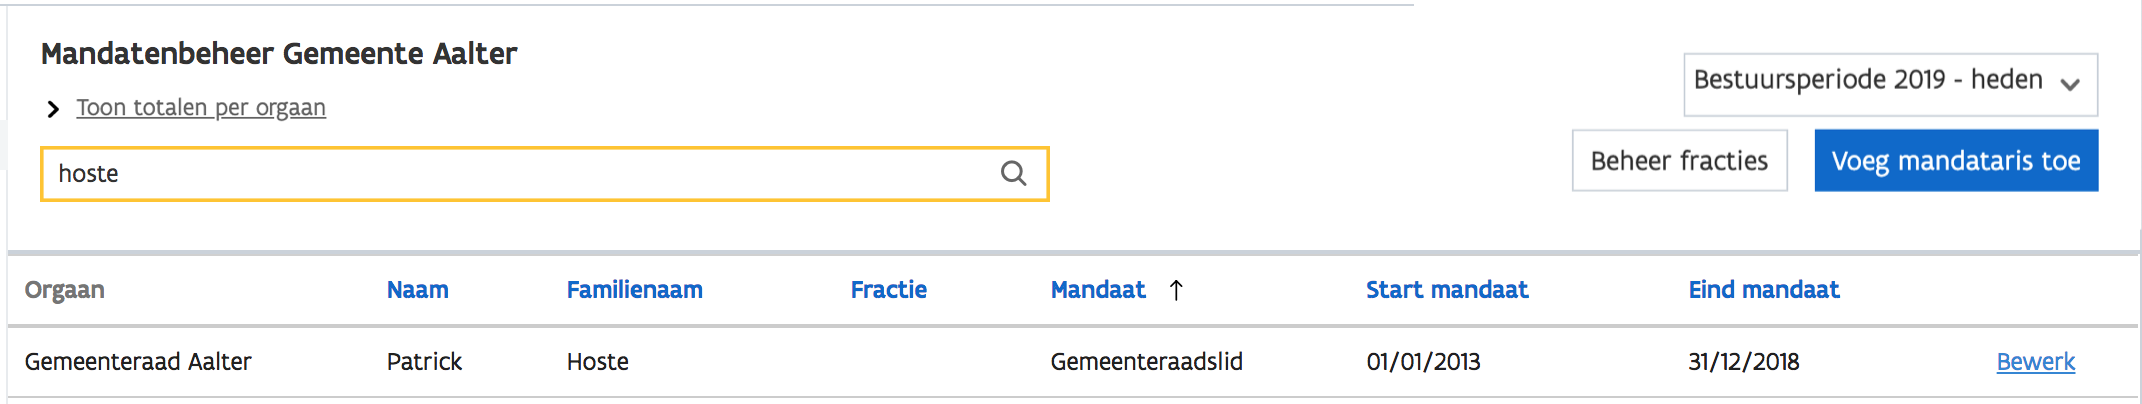 Mandatenbeheer Gemeente Aalter
Toon totalen per orgaan
Bestuursperiode 2019 - heden
hoste
Beheer fracties
Voeg mandataris toe
Orgaan Naam Familienaam Fractie Mandaat ↑ Start mandaat Eind mandaat
Gemeenteraad Aalter Patrick Hoste Gemeenteraadslid 01/01/2013 31/12/2018 Bewerk